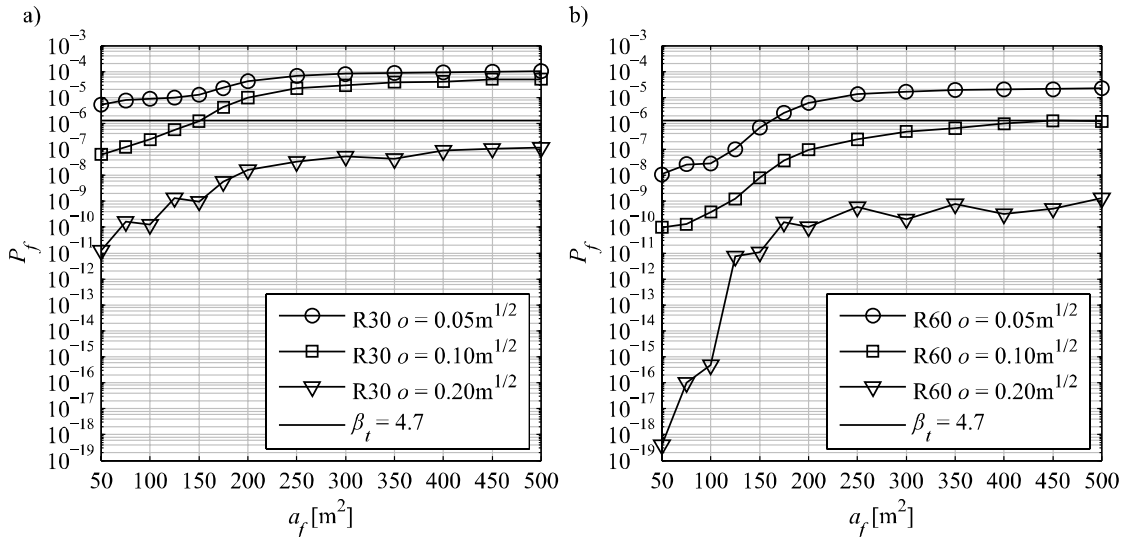 a)
10⁻³
10⁻⁴
10⁻⁵
10⁻⁶
10⁻⁷
10⁻⁸
10⁻⁹
10⁻¹⁰
10⁻¹¹
10⁻¹²
10⁻¹³
10⁻¹⁴
10⁻¹⁵
10⁻¹⁶
10⁻¹⁷
10⁻¹⁸
10⁻¹⁹
P_f
R30 o = 0.05m^1/2
R30 o = 0.10m^1/2
R30 o = 0.20m^1/2
β_t = 4.7
50 100 150 200 250 300 350 400 450 500
a_f [m²]
b)
10⁻³
10⁻⁴
10⁻⁵
10⁻⁶
10⁻⁷
10⁻⁸
10⁻⁹
10⁻¹⁰
10⁻¹¹
10⁻¹²
10⁻¹³
10⁻¹⁴
10⁻¹⁵
10⁻¹⁶
10⁻¹⁷
10⁻¹⁸
10⁻¹⁹
P_f
R60 o = 0.05m^1/2
R60 o = 0.10m^1/2
R60 o = 0.20m^1/2
β_t = 4.7
50 100 150 200 250 300 350 400 450 500
a_f [m²]